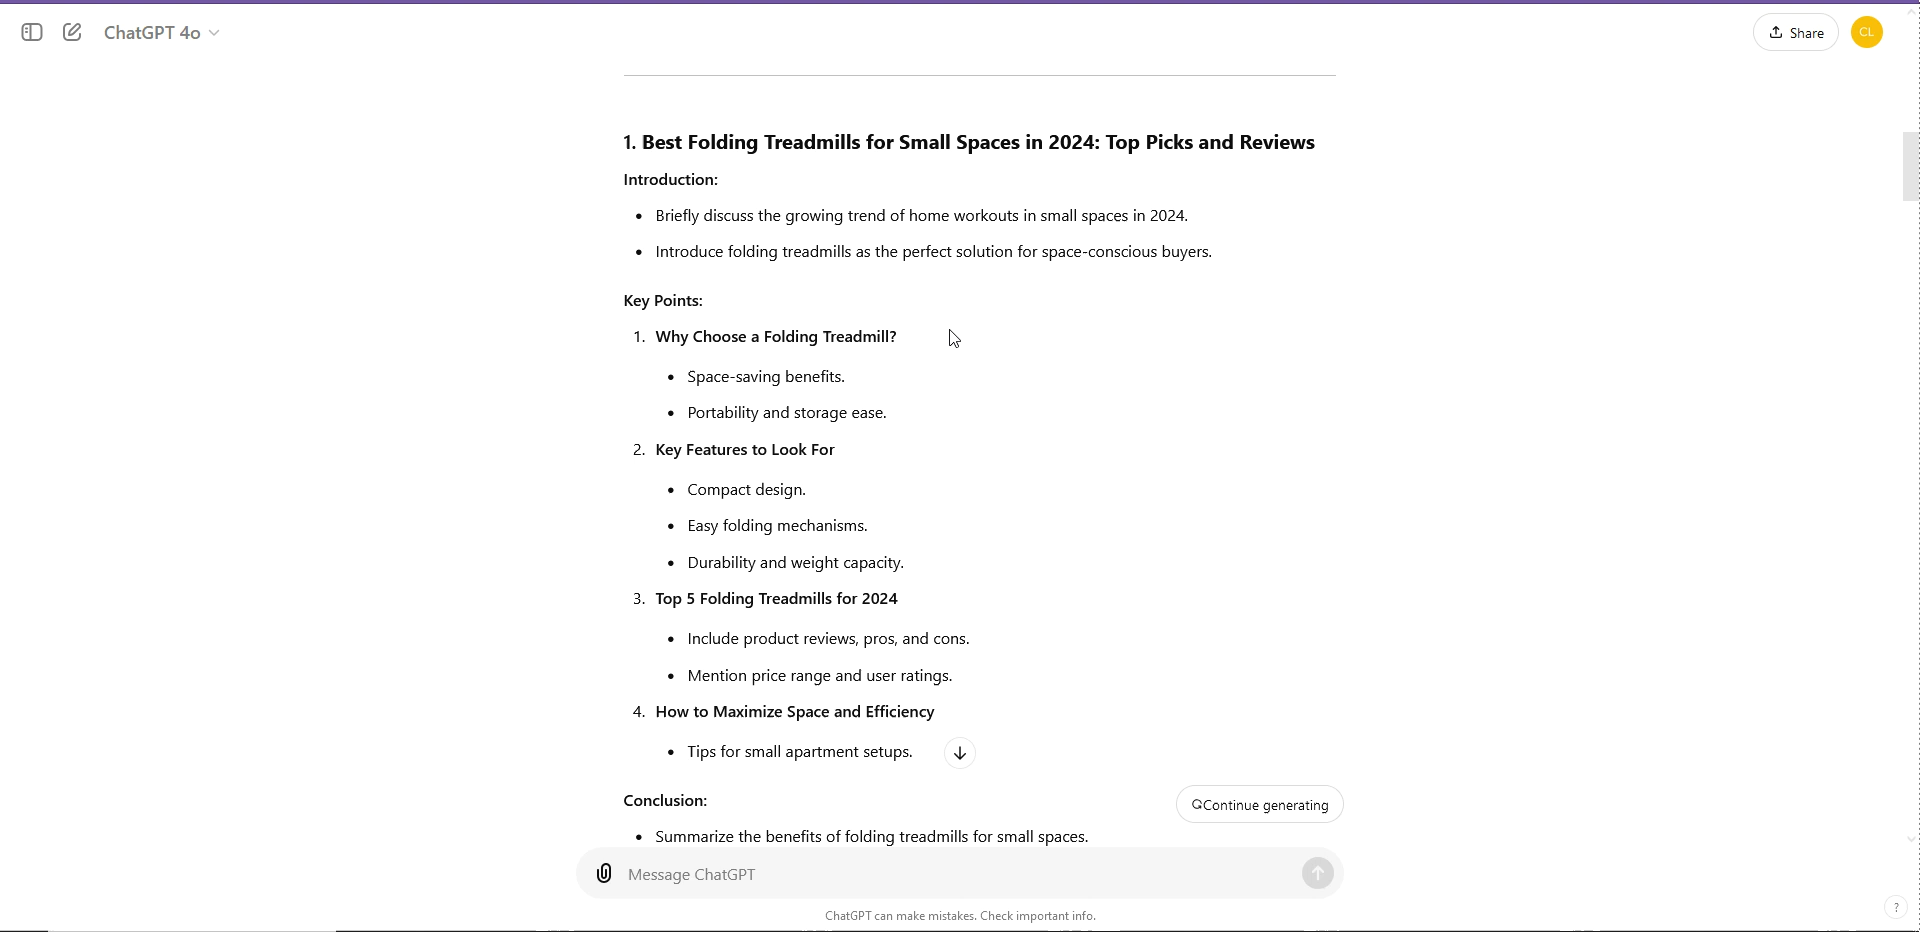 ChatGPT 4o
Share
CL
1. Best Folding Treadmills for Small Spaces in 2024: Top Picks and Reviews
Introduction:
• Briefly discuss the growing trend of home workouts in small spaces in 2024.
• Introduce folding treadmills as the perfect solution for space-conscious buyers.
Key Points:
1. Why Choose a Folding Treadmill?
• Space-saving benefits.
• Portability and storage ease.
2. Key Features to Look For
• Compact design.
• Easy folding mechanisms.
• Durability and weight capacity.
3. Top 5 Folding Treadmills for 2024
• Include product reviews, pros, and cons.
• Mention price range and user ratings.
4. How to Maximize Space and Efficiency
• Tips for small apartment setups.
Conclusion:
Continue generating
• Summarize the benefits of folding treadmills for small spaces.
Message ChatGPT
ChatGPT can make mistakes. Check important info.
?